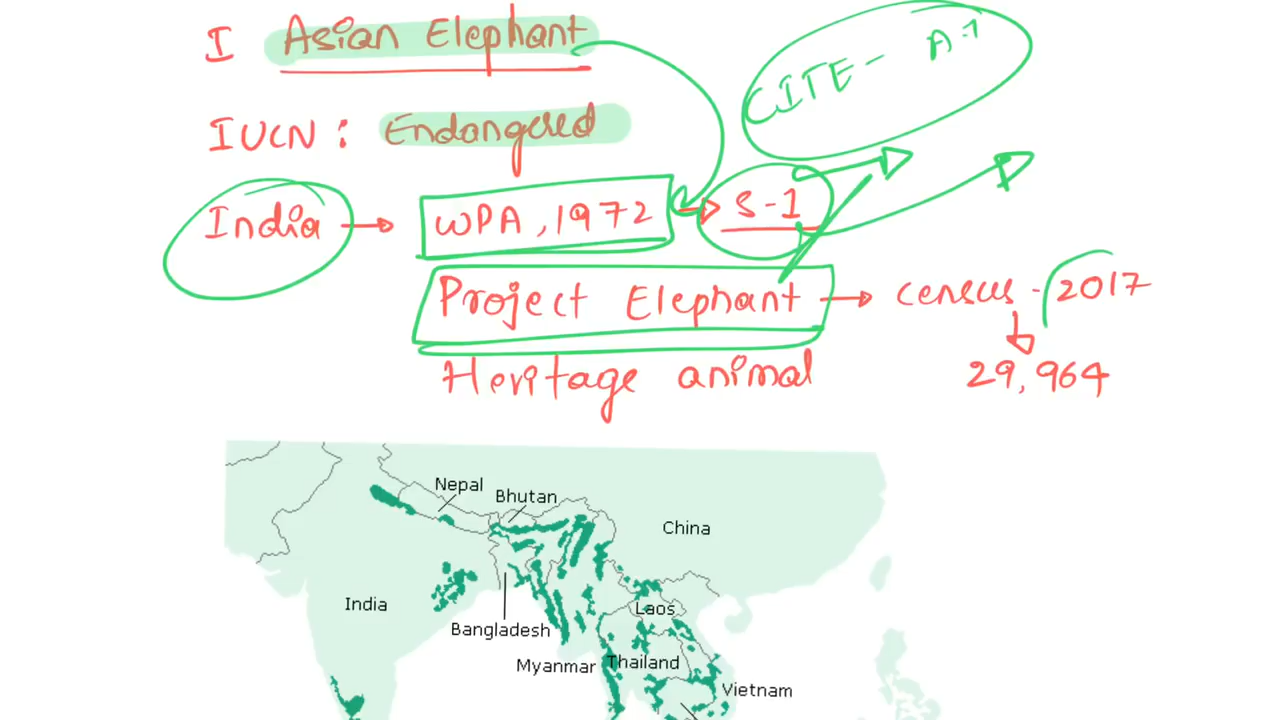 I Asian Elephant
CITE - A-1
IUCN : Endangered
India → WPA, 1972 → S-1
Project Elephant → census - 2017
Heritage animal 29,964
Nepal
Bhutan
China
India
Laos
Bangladesh
Myanmar Thailand
Vietnam